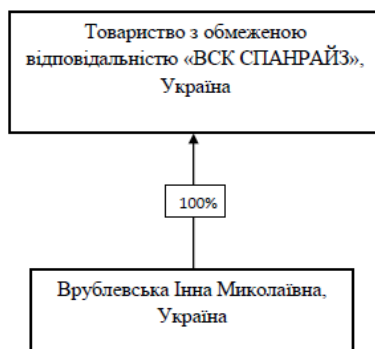 Товариство з обмеженою
відповідальністю «ВСК СПАНРАЙЗ»,
Україна
100%
Врублевська Інна Миколаївна,
Україна